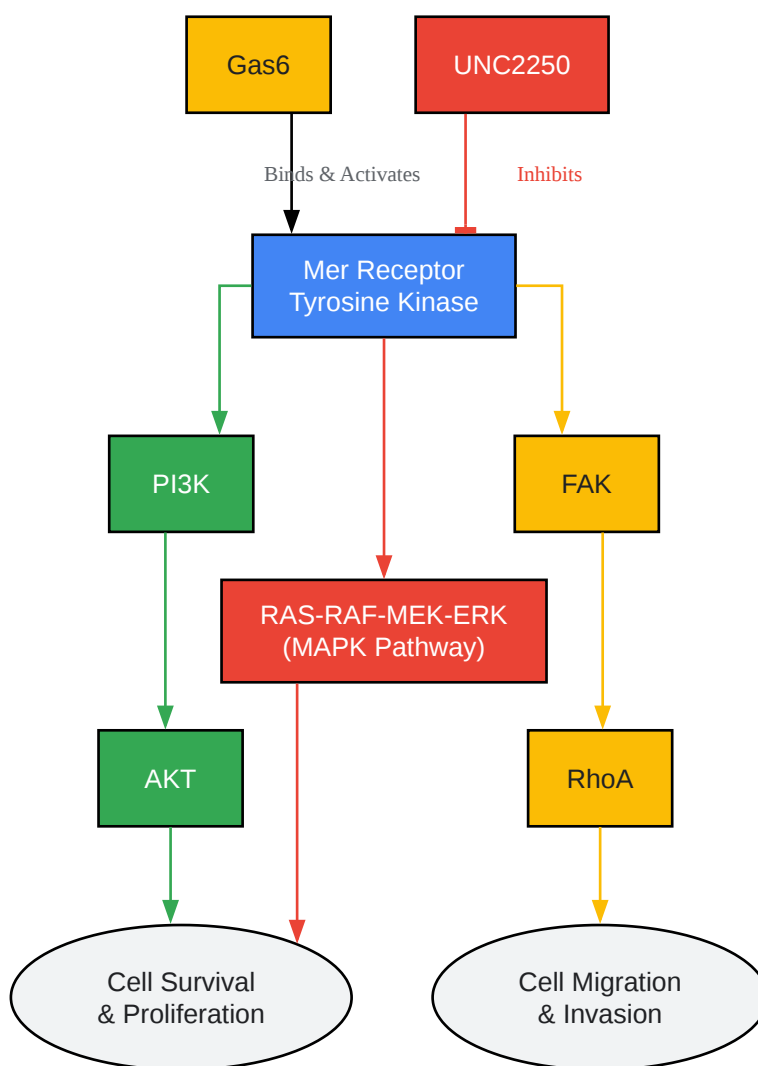 Gas6
UNC2250
Binds & Activates
Inhibits
Mer Receptor
Tyrosine Kinase
PI3K
FAK
RAS-RAF-MEK-ERK
(MAPK Pathway)
AKT
RhoA
Cell Survival
& Proliferation
Cell Migration
& Invasion